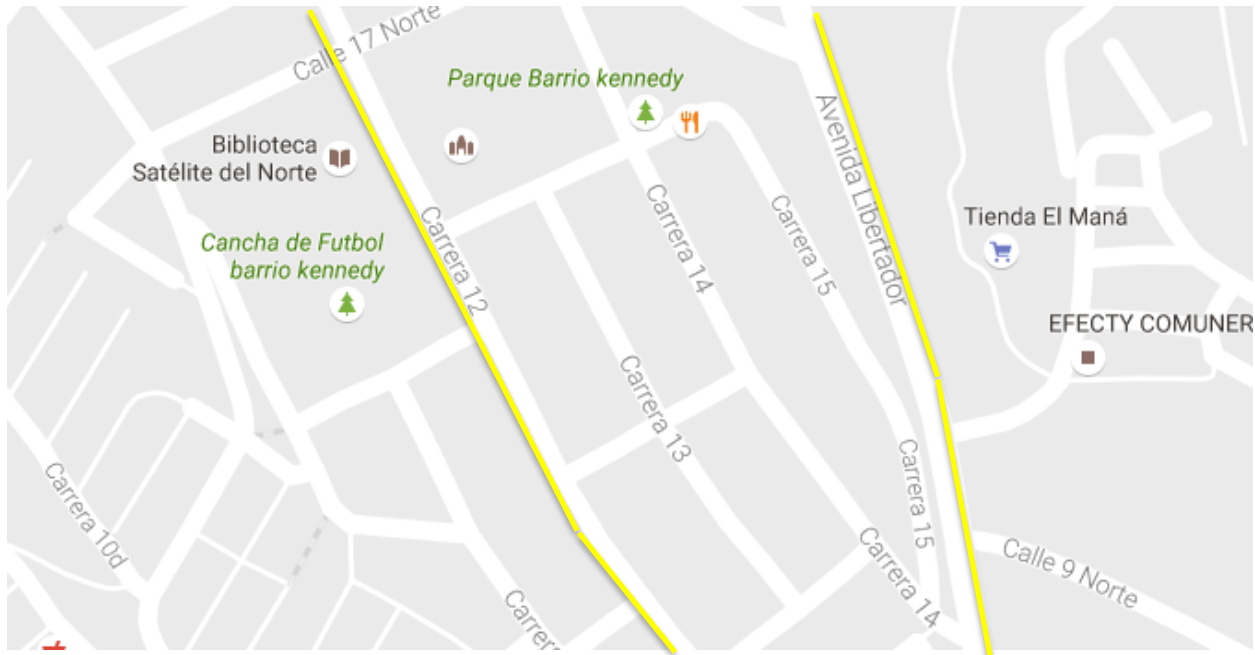 Calle 17 Norte
Parque Barrio kennedy
Avenida Libertador
Biblioteca
Satélite del Norte
Carrera 12
Carrera 14
Carrera 15
Tienda El Maná
Cancha de Futbol
barrio kennedy
EFECTY COMUNER
Carrera 13
Carrera 10d
Carrera 15
Carrera 14
Calle 9 Norte
Carrera